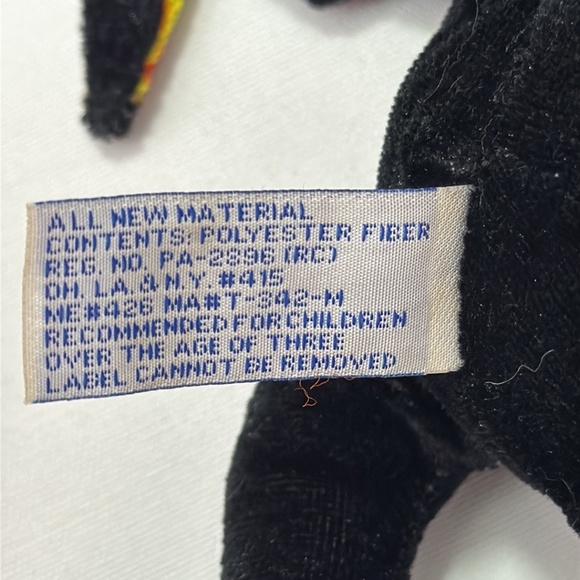 ALL NEW MATERIAL
CONTENTS: POLYESTER FIBER
REG. NO. PA-2896 (RC)
OH. LA & N.Y. #415
ME#426 MA#T-342-M
RECOMMENDED FOR CHILDREN
OVER THE AGE OF THREE
LABEL CANNOT BE REMOVED